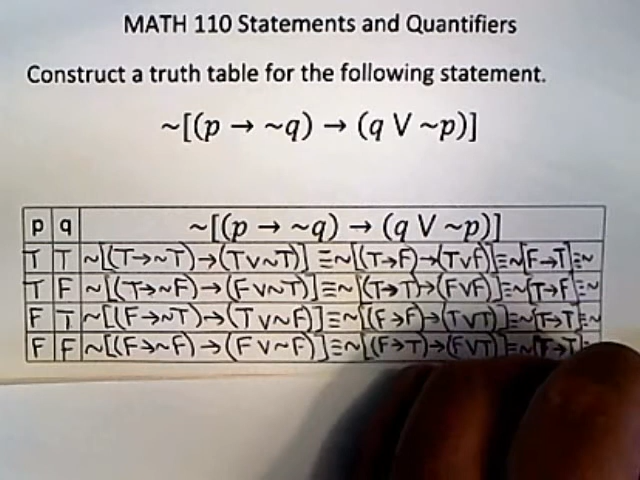 MATH 110 Statements and Quantifiers
Construct a truth table for the following statement.
~[(p → ~q) → (q V ~p)]
p q ~[(p → ~q) → (q V ~p)]
T T ~[(T→~T)→(T∨~T)] ≡~[(T→F)→(T∨F)]≡~[F→T]≡~
T F ~[(T→~F)→(F∨~T)]≡~[(T→T)→(F∨F)]≡~[T→F]≡~
F T ~[(F→~T)→(T∨~F)]≡~[(F→F)→(T∨T)]≡~[T→T]≡~
F F ~[(F→~F)→(F∨~F)]≡~[(F→T)→(F∨T)]≡~[T→T]≡